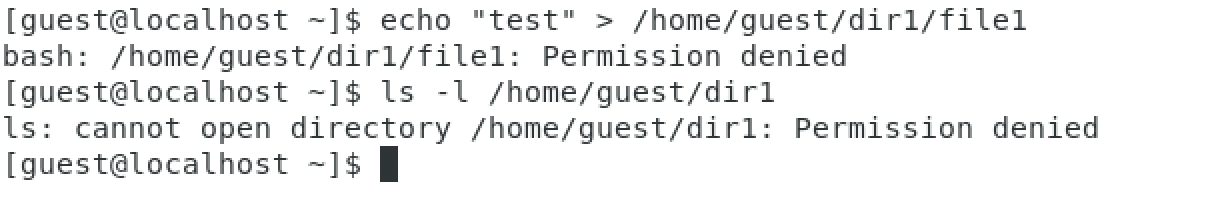 [guest@localhost ~]$ echo "test" > /home/guest/dir1/file1
bash: /home/guest/dir1/file1: Permission denied
[guest@localhost ~]$ ls -l /home/guest/dir1
ls: cannot open directory /home/guest/dir1: Permission denied
[guest@localhost ~]$